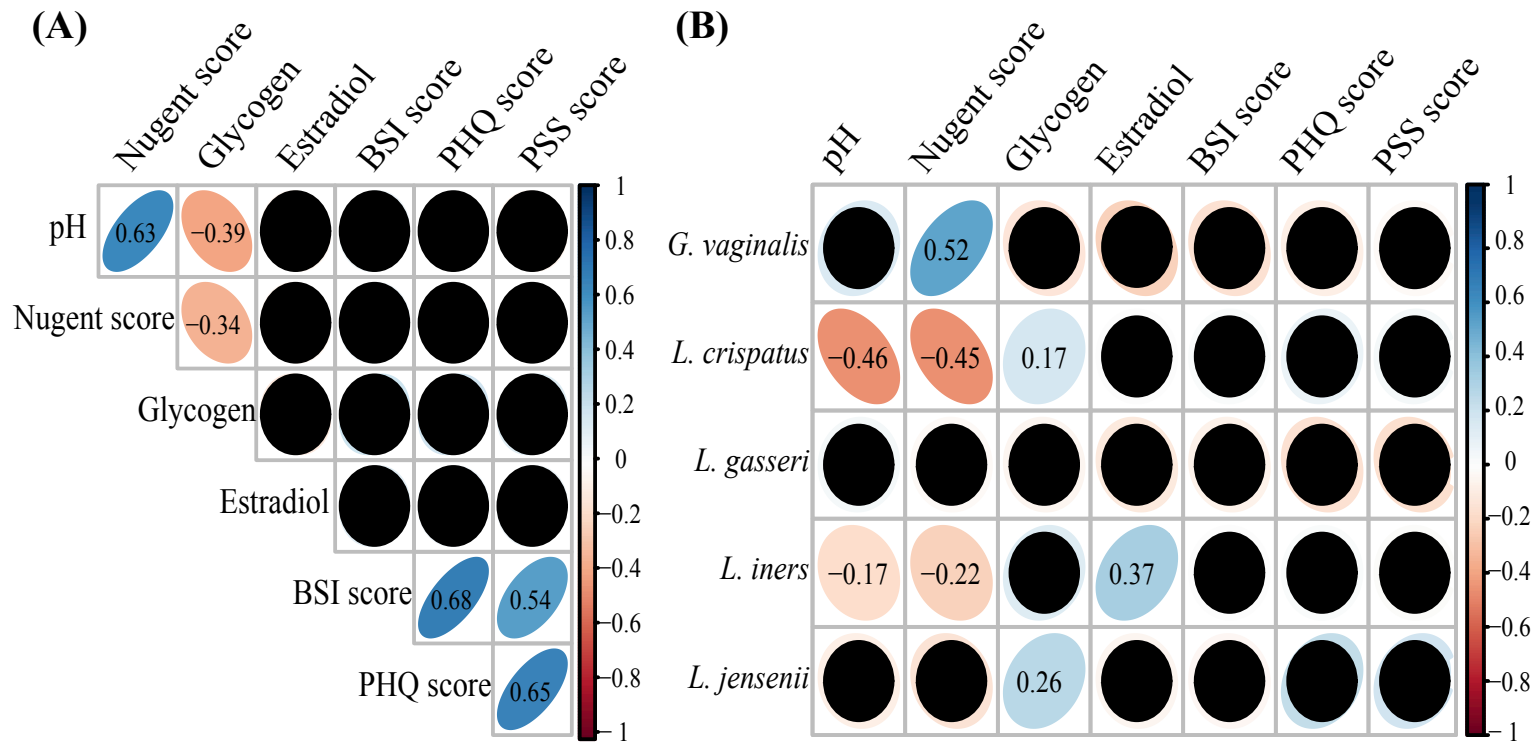 (A)
Nugent score
Glycogen
Estradiol
BSI score
PHQ score
PSS score
pH
0.63
−0.39
Nugent score
−0.34
Glycogen
Estradiol
BSI score
0.68
0.54
PHQ score
0.65
1
0.8
0.6
0.4
0.2
0
−0.2
−0.4
−0.6
−0.8
−1
(B)
pH
Nugent score
Glycogen
Estradiol
BSI score
PHQ score
PSS score
G. vaginalis
0.52
L. crispatus
−0.46
−0.45
0.17
L. gasseri
L. iners
−0.17
−0.22
0.37
L. jensenii
0.26
1
0.8
0.6
0.4
0.2
0
−0.2
−0.4
−0.6
−0.8
−1